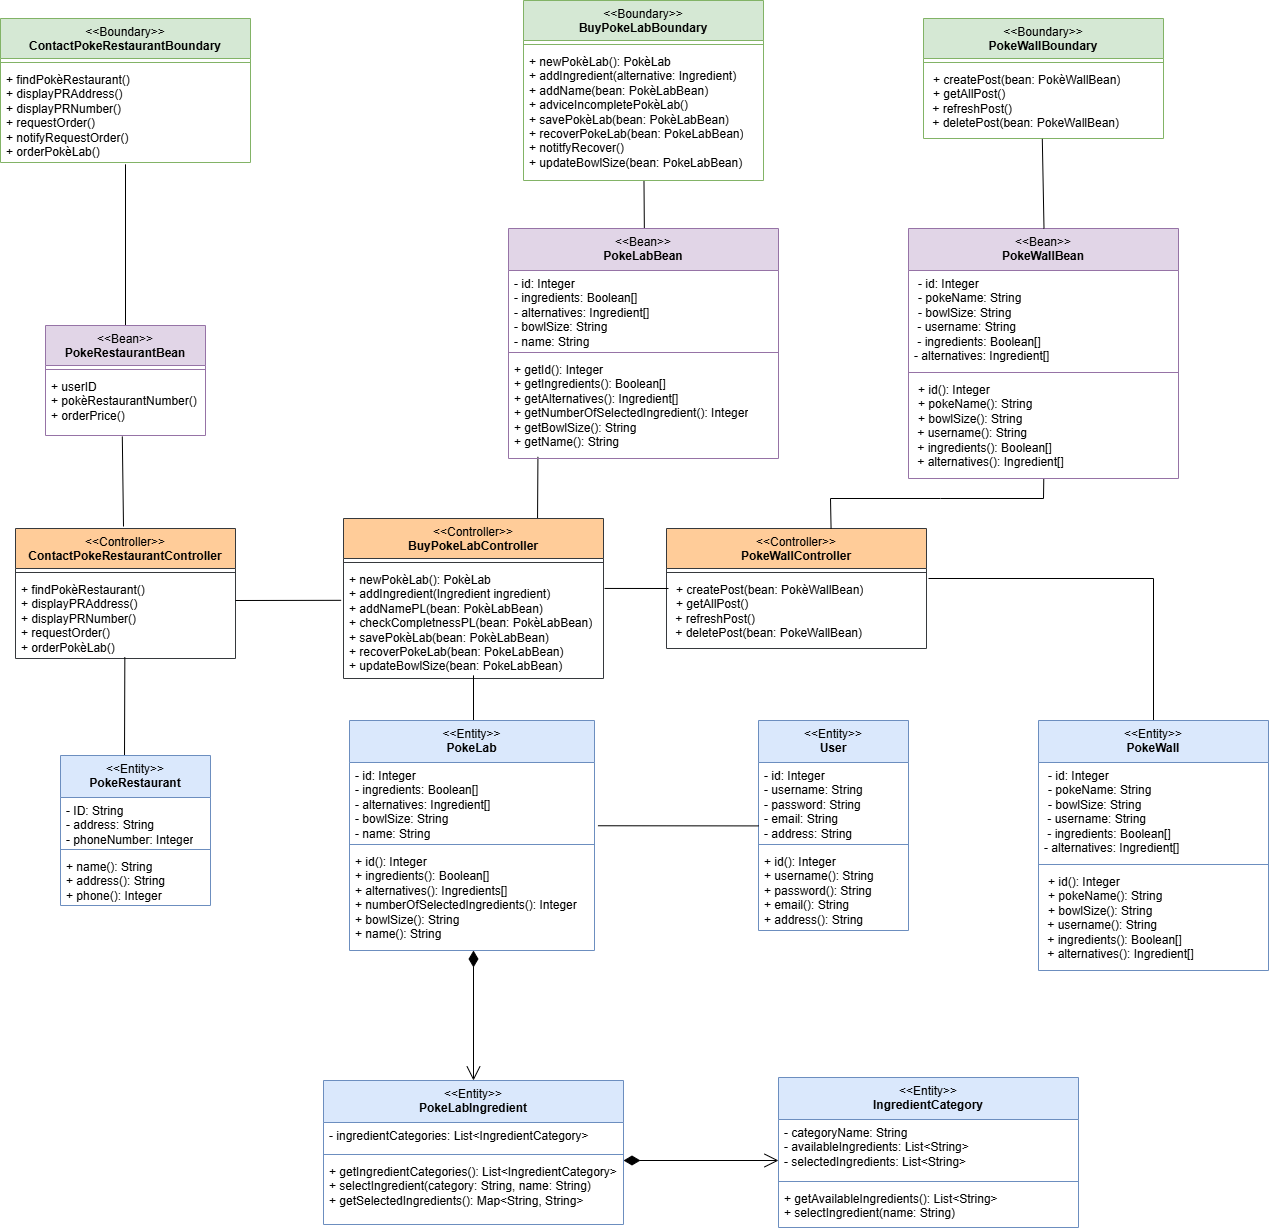 <<Boundary>>
ContactPokeRestaurantBoundary
+ findPokèRestaurant()
+ displayPRAddress()
+ displayPRNumber()
+ requestOrder()
+ notifyRequestOrder()
+ orderPokèLab()
<<Boundary>>
BuyPokeLabBoundary
+ newPokèLab(): PokèLab
+ addIngredient(alternative: Ingredient)
+ addName(bean: PokèLabBean)
+ adviceIncompletePokèLab()
+ savePokèLab(bean: PokèLabBean)
+ recoverPokeLab(bean: PokeLabBean)
+ notitfyRecover()
+ updateBowlSize(bean: PokeLabBean)
<<Boundary>>
PokeWallBoundary
+ createPost(bean: PokèWallBean)
+ getAllPost()
+ refreshPost()
+ deletePost(bean: PokeWallBean)
<<Bean>>
PokeRestaurantBean
+ userID
+ pokèRestaurantNumber()
+ orderPrice()
<<Bean>>
PokeLabBean
- id: Integer
- ingredients: Boolean[]
- alternatives: Ingredient[]
- bowlSize: String
- name: String
+ getId(): Integer
+ getIngredients(): Boolean[]
+ getAlternatives(): Ingredient[]
+ getNumberOfSelectedIngredient(): Integer
+ getBowlSize(): String
+ getName(): String
<<Bean>>
PokeWallBean
- id: Integer
- pokeName: String
- bowlSize: String
- username: String
- ingredients: Boolean[]
- alternatives: Ingredient[]
+ id(): Integer
+ pokeName(): String
+ bowlSize(): String
+ username(): String
+ ingredients(): Boolean[]
+ alternatives(): Ingredient[]
<<Controller>>
ContactPokeRestaurantController
+ findPokèRestaurant()
+ displayPRAddress()
+ displayPRNumber()
+ requestOrder()
+ orderPokèLab()
<<Controller>>
BuyPokeLabController
+ newPokèLab(): PokèLab
+ addIngredient(Ingredient ingredient)
+ addNamePL(bean: PokèLabBean)
+ checkCompletnessPL(bean: PokèLabBean)
+ savePokèLab(bean: PokèLabBean)
+ recoverPokeLab(bean: PokeLabBean)
+ updateBowlSize(bean: PokeLabBean)
<<Controller>>
PokeWallController
+ createPost(bean: PokèWallBean)
+ getAllPost()
+ refreshPost()
+ deletePost(bean: PokeWallBean)
<<Entity>>
PokeRestaurant
- ID: String
- address: String
- phoneNumber: Integer
+ name(): String
+ address(): String
+ phone(): Integer
<<Entity>>
PokeLab
- id: Integer
- ingredients: Boolean[]
- alternatives: Ingredient[]
- bowlSize: String
- name: String
+ id(): Integer
+ ingredients(): Boolean[]
+ alternatives(): Ingredients[]
+ numberOfSelectedIngredients(): Integer
+ bowlSize(): String
+ name(): String
<<Entity>>
User
- id: Integer
- username: String
- password: String
- email: String
- address: String
+ id(): Integer
+ username(): String
+ password(): String
+ email(): String
+ address(): String
<<Entity>>
PokeWall
- id: Integer
- pokeName: String
- bowlSize: String
- username: String
- ingredients: Boolean[]
- alternatives: Ingredient[]
+ id(): Integer
+ pokeName(): String
+ bowlSize(): String
+ username(): String
+ ingredients(): Boolean[]
+ alternatives(): Ingredient[]
<<Entity>>
PokeLabIngredient
- ingredientCategories: List<IngredientCategory>
+ getIngredientCategories(): List<IngredientCategory>
+ selectIngredient(category: String, name: String)
+ getSelectedIngredients(): Map<String, String>
<<Entity>>
IngredientCategory
- categoryName: String
- availableIngredients: List<String>
- selectedIngredients: List<String>
+ getAvailableIngredients(): List<String>
+ selectIngredient(name: String)